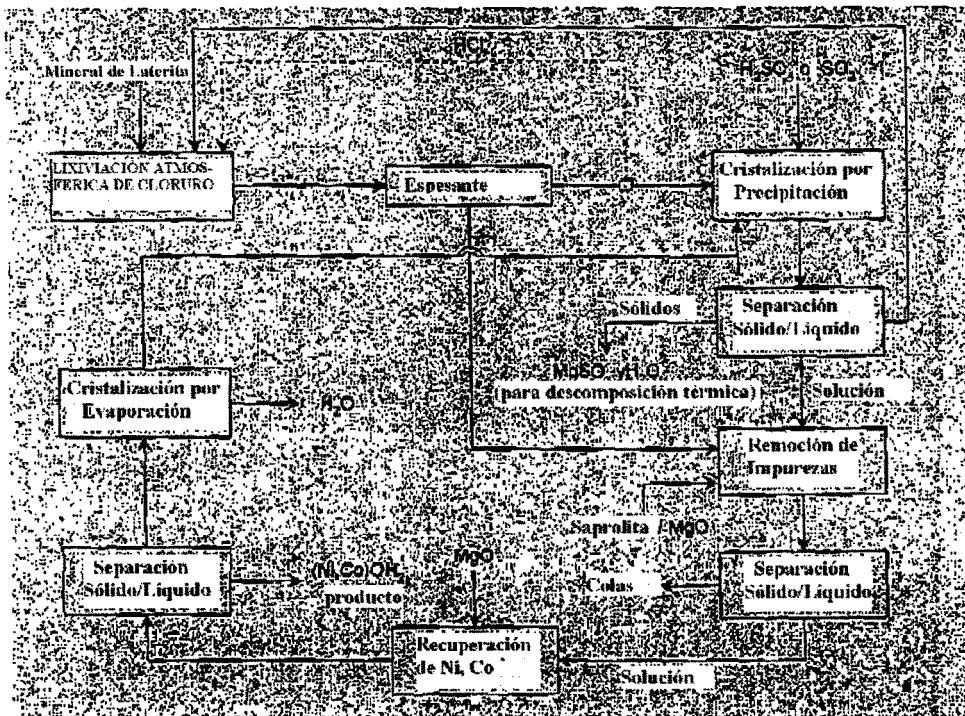 HCl
Mineral de Laterita
H₂SO₄ o SO₃
LIXIVIACIÓN ATMOS-
FÉRICA DE CLORURO
Espesante
Cristalización por
Precipitación
Sólidos
Separación
Sólido/Líquido
Cristalización por
Evaporación
H₂O
(para descomposición térmica)
Solución
Remoción de
Impurezas
Saprolita / MgO
Separación
Sólido/Líquido
(Ni,Co)OH₂
producto
MgO
Colas
Separación
Sólido/Líquido
Recuperación
de Ni, Co
Solución